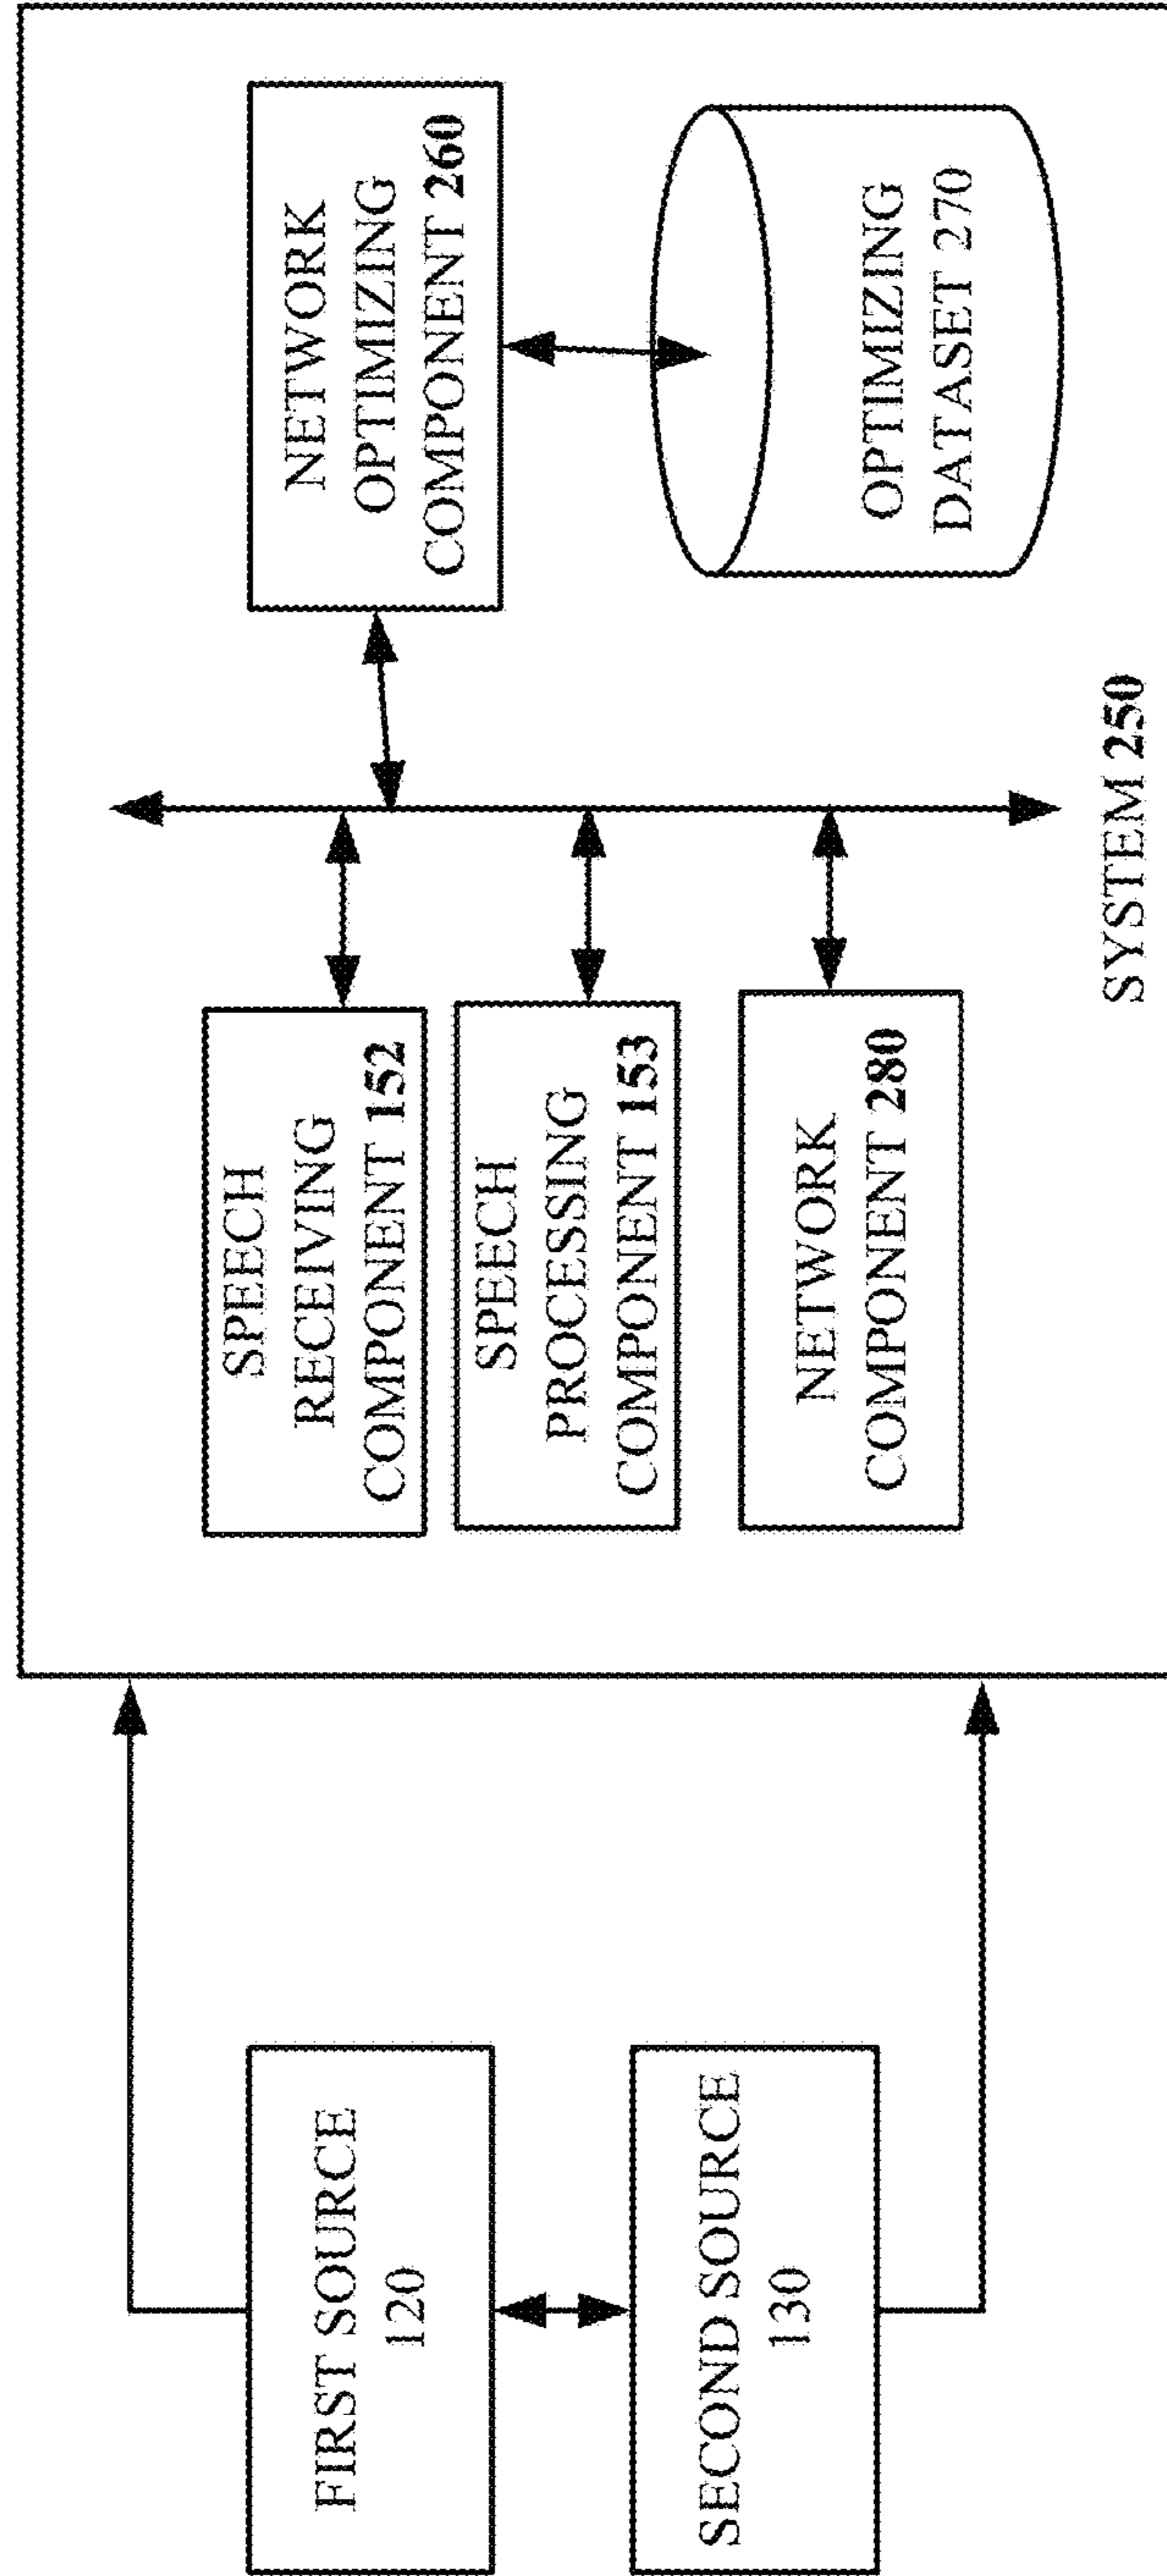 FIRST SOURCE
120
SECOND SOURCE
130
SPEECH
RECEIVING
COMPONENT 152
SPEECH
PROCESSING
COMPONENT 153
NETWORK
COMPONENT 280
NETWORK
OPTIMIZING
COMPONENT 260
OPTIMIZING
DATASET 270
SYSTEM 250